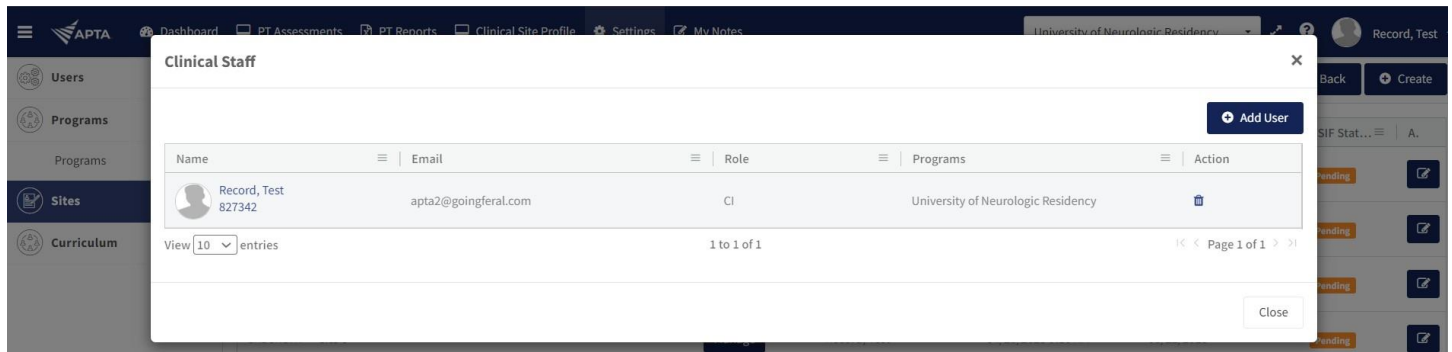 APTA Dashboard PT Assessments PT Reports Clinical Site Profile Settings My Notes University of Neurologic Residency Record, Test
Clinical Staff ×
Users
Back Create
Programs
Add User
SIF Stat... A.
Programs
Name Email Role Programs Action
Pending
Sites
Record, Test
827342
apta2@goingferal.com CI University of Neurologic Residency
Pending
Curriculum
View 10 entries 1 to 1 of 1 Page 1 of 1
Pending
Close
Pending